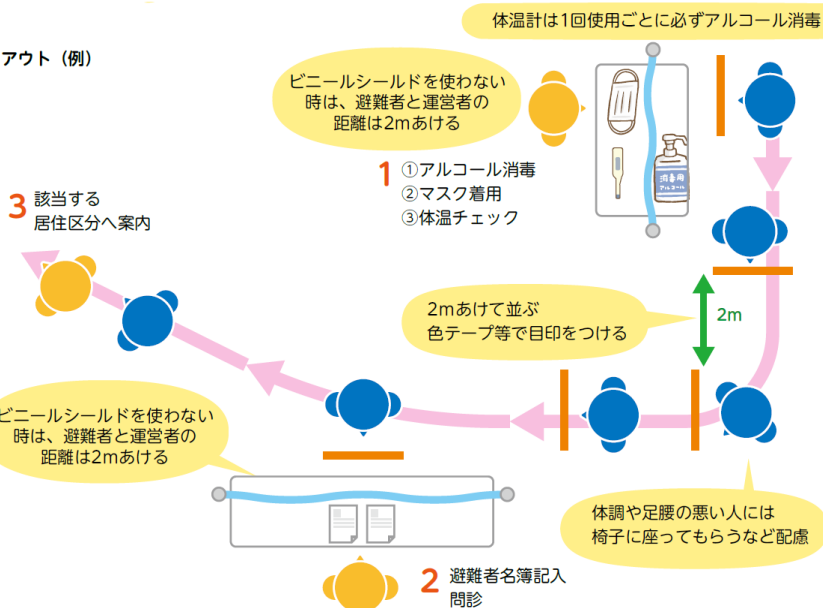 体温計は1回使用ごとに必ずアルコール消毒
アウト（例）
ビニールシールドを使わない
時は、避難者と運営者の
距離は2mあける
1 ①アルコール消毒
②マスク着用
③体温チェック
消毒用
アルコール
3 該当する
居住区分へ案内
2mあけて並ぶ
色テープ等で目印をつける
2m
ビニールシールドを使わない
時は、避難者と運営者の
距離は2mあける
体調や足腰の悪い人には
椅子に座ってもらうなど配慮
2 避難者名簿記入
問診